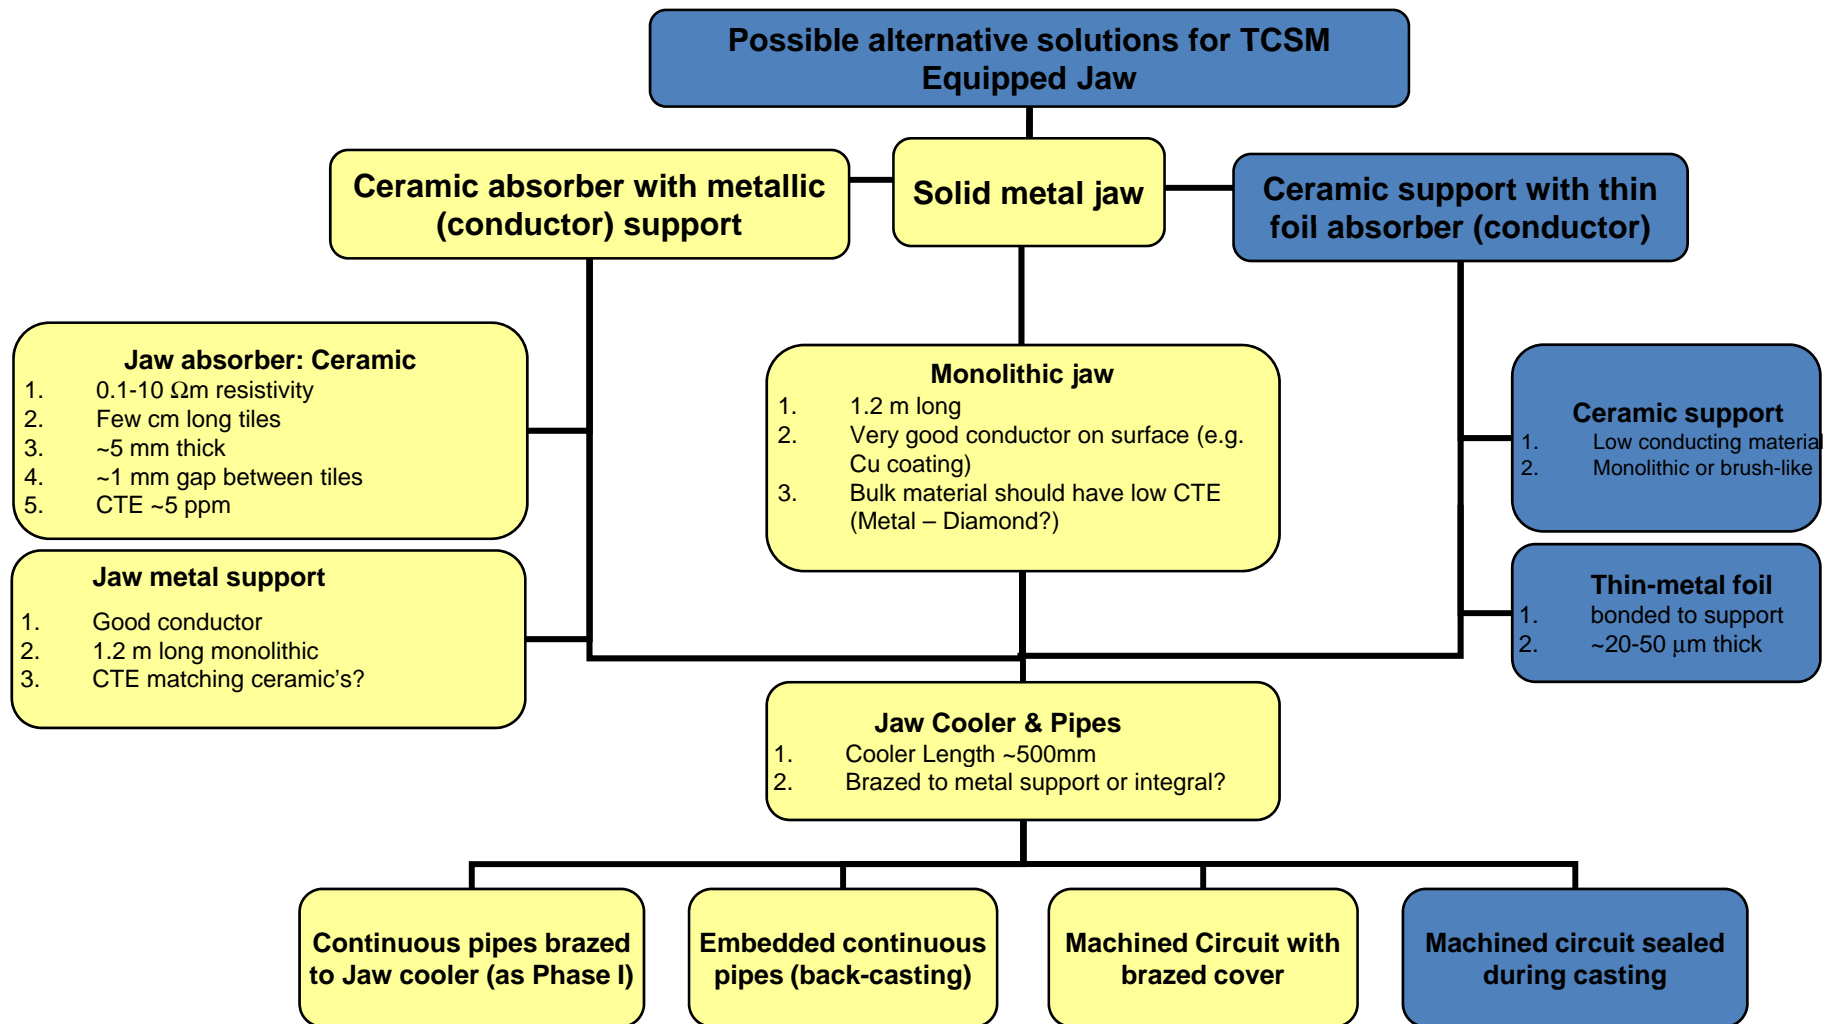 Possible alternative solutions for TCSM
Equipped Jaw
Ceramic absorber with metallic
(conductor) support
Solid metal jaw
Ceramic support with thin
foil absorber (conductor)
Jaw absorber: Ceramic
1. 0.1-10 Ωm resistivity
2. Few cm long tiles
3. ~5 mm thick
4. ~1 mm gap between tiles
5. CTE ~5 ppm
Jaw metal support
1. Good conductor
2. 1.2 m long monolithic
3. CTE matching ceramic’s?
Monolithic jaw
1. 1.2 m long
2. Very good conductor on surface (e.g.
Cu coating)
3. Bulk material should have low CTE
(Metal – Diamond?)
Ceramic support
1. Low conducting material
2. Monolithic or brush-like
Thin-metal foil
1. bonded to support
2. ~20-50 μm thick
Jaw Cooler & Pipes
1. Cooler Length ~500mm
2. Brazed to metal support or integral?
Continuous pipes brazed
to Jaw cooler (as Phase I)
Embedded continuous
pipes (back-casting)
Machined Circuit with
brazed cover
Machined circuit sealed
during casting